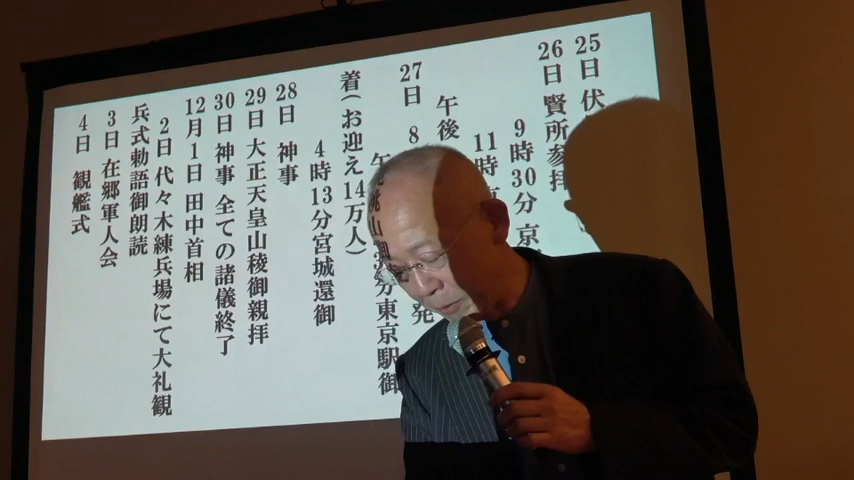 25日 伏
26日 賢所参拝
9時30分 京
11時
午後
27日 8 発
分東京駅御
着(お迎え14万人)
4時13分宮城還御
28日 神事
29日 大正天皇山稜御親拝
30日 神事 全ての諸儀終了
12月1日 田中首相
2日 代々木練兵場にて大礼観
兵式勅語御朗読
3日 在郷軍人会
4日 観艦式